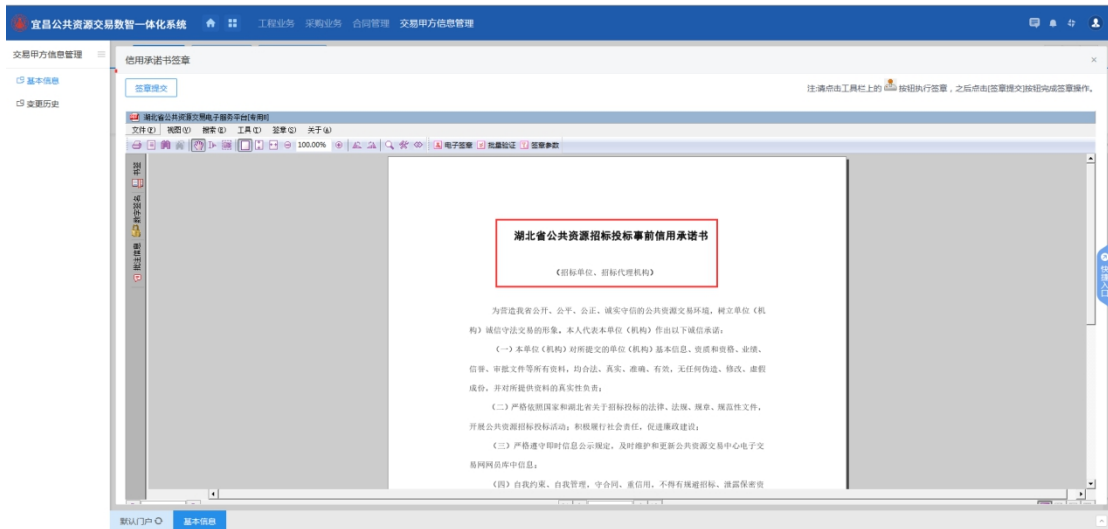 宜昌公共资源交易数智一体化系统 工程业务 采购业务 合同管理 交易甲方信息管理
交易甲方信息管理
基本信息
变更历史
信用承诺书签章 ×
签章提交
注:请点击工具栏上的 按钮执行签章，之后点击[签章提交]按钮完成签章操作。
湖北省公共资源交易电子服务平台[专用]
文件(F) 视图(V) 搜索(B) 工具(T) 签章(S) 关于(A)
100.00% 电子签章 批量验证 签章参数
书签
数字签名
批注信息
湖北省公共资源招标投标事前信用承诺书
（招标单位、招标代理机构）
为营造我省公开、公平、公正、诚实守信的公共资源交易环境，树立单位（机
构）诚信守法交易的形象。本人代表本单位（机构）作出以下诚信承诺：
（一）本单位（机构）对所提交的单位（机构）基本信息、资质和资格、业绩、
信誉、审批文件等所有资料，均合法、真实、准确、有效，无任何伪造、修改、虚假
成份，并对所提供资料的真实性负责；
（二）严格依照国家和湖北省关于招标投标的法律、法规、规章、规范性文件，
开展公共资源招标投标活动；积极履行社会责任，促进廉政建设；
（三）严格遵守即时信息公示规定，及时维护和更新公共资源交易中心电子交
易网网员库中信息；
（四）自我约束、自我管理，守合同、重信用，不得有规避招标、泄露保密资
快捷入口
默认门户 基本信息